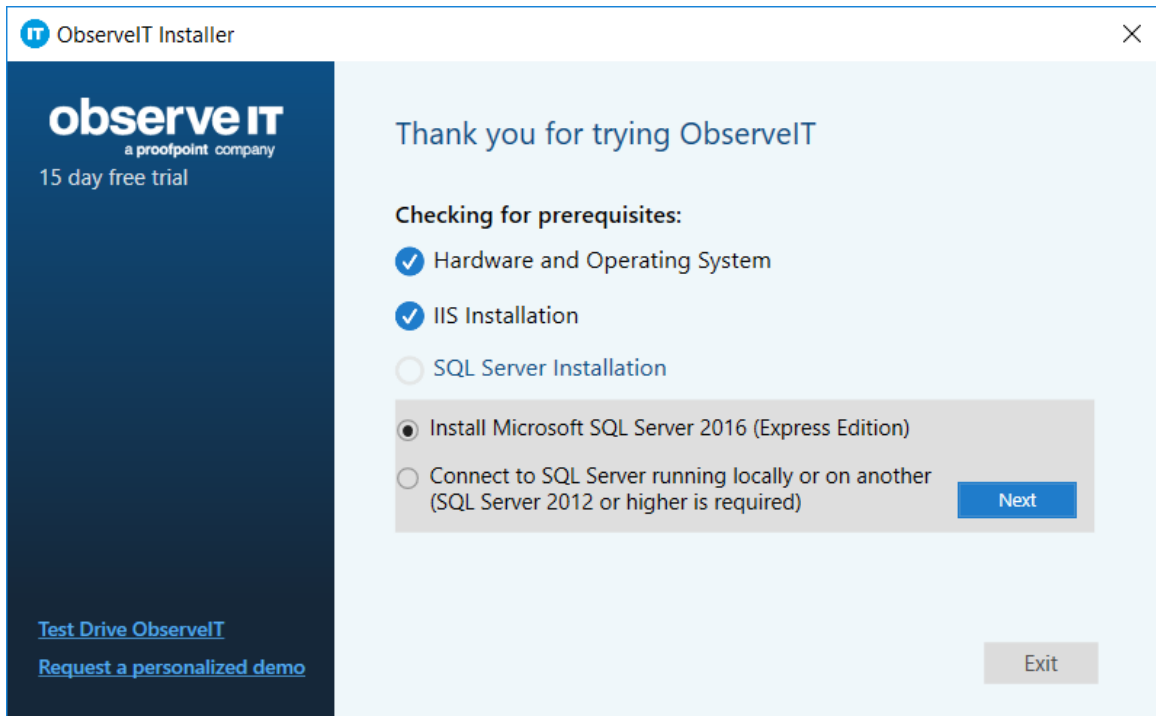 IT ObserveIT Installer
observe IT
a proofpoint company
15 day free trial
Thank you for trying ObserveIT
Checking for prerequisites:
Hardware and Operating System
IIS Installation
SQL Server Installation
Install Microsoft SQL Server 2016 (Express Edition)
Connect to SQL Server running locally or on another
(SQL Server 2012 or higher is required)
Next
Test Drive ObserveIT
Request a personalized demo
Exit